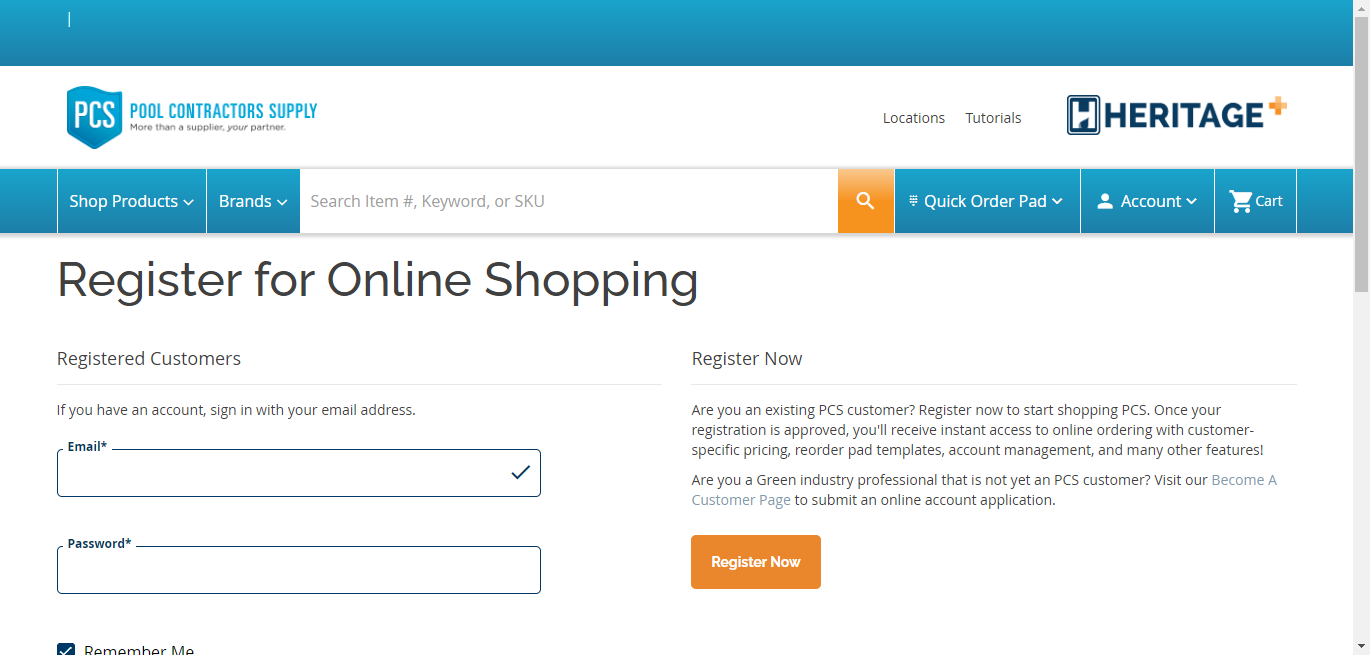 |
PCS POOL CONTRACTORS SUPPLY
More than a supplier, your partner.
Locations Tutorials
H HERITAGE+
Shop Products Brands Search Item #, Keyword, or SKU Quick Order Pad Account Cart
Register for Online Shopping
Registered Customers
If you have an account, sign in with your email address.
Email*
Password*
Remember Me
Register Now
Are you an existing PCS customer? Register now to start shopping PCS. Once your
registration is approved, you'll receive instant access to online ordering with customer-
specific pricing, reorder pad templates, account management, and many other features!
Are you a Green industry professional that is not yet an PCS customer? Visit our Become A
Customer Page to submit an online account application.
Register Now